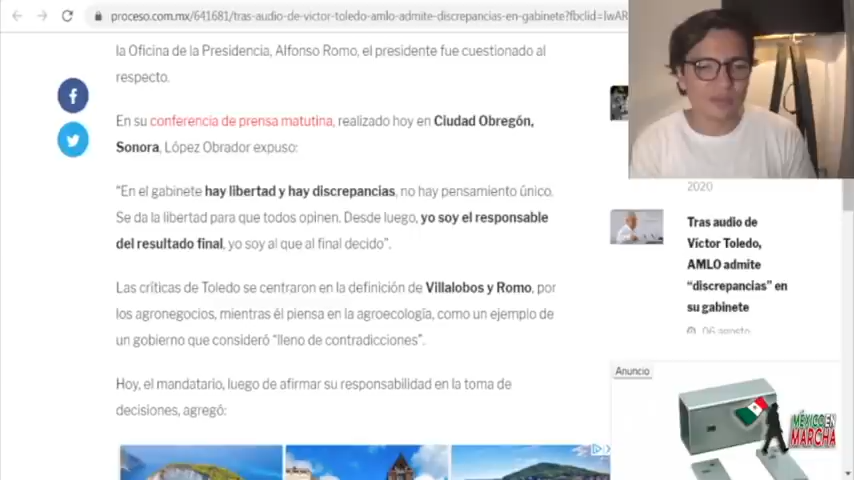 proceso.com.mx/641681/tras-audio-de-victor-toledo-amlo-admite-discrepancias-en-gabinete?fbclid=IwAR
la Oficina de la Presidencia, Alfonso Romo, el presidente fue cuestionado al
respecto.
En su conferencia de prensa matutina, realizado hoy en Ciudad Obregón,
Sonora, López Obrador expuso:
“En el gabinete hay libertad y hay discrepancias, no hay pensamiento único.
Se da la libertad para que todos opinen. Desde luego, yo soy el responsable
del resultado final, yo soy al que al final decido”.
Las críticas de Toledo se centraron en la definición de Villalobos y Romo, por
los agronegocios, mientras él piensa en la agroecología, como un ejemplo de
un gobierno que consideró “lleno de contradicciones”.
Hoy, el mandatario, luego de afirmar su responsabilidad en la toma de
decisiones, agregó:
2020
Tras audio de
Víctor Toledo,
AMLO admite
“discrepancias” en
su gabinete
06 agosto
Anuncio
MÉXICO EN
MARCHA